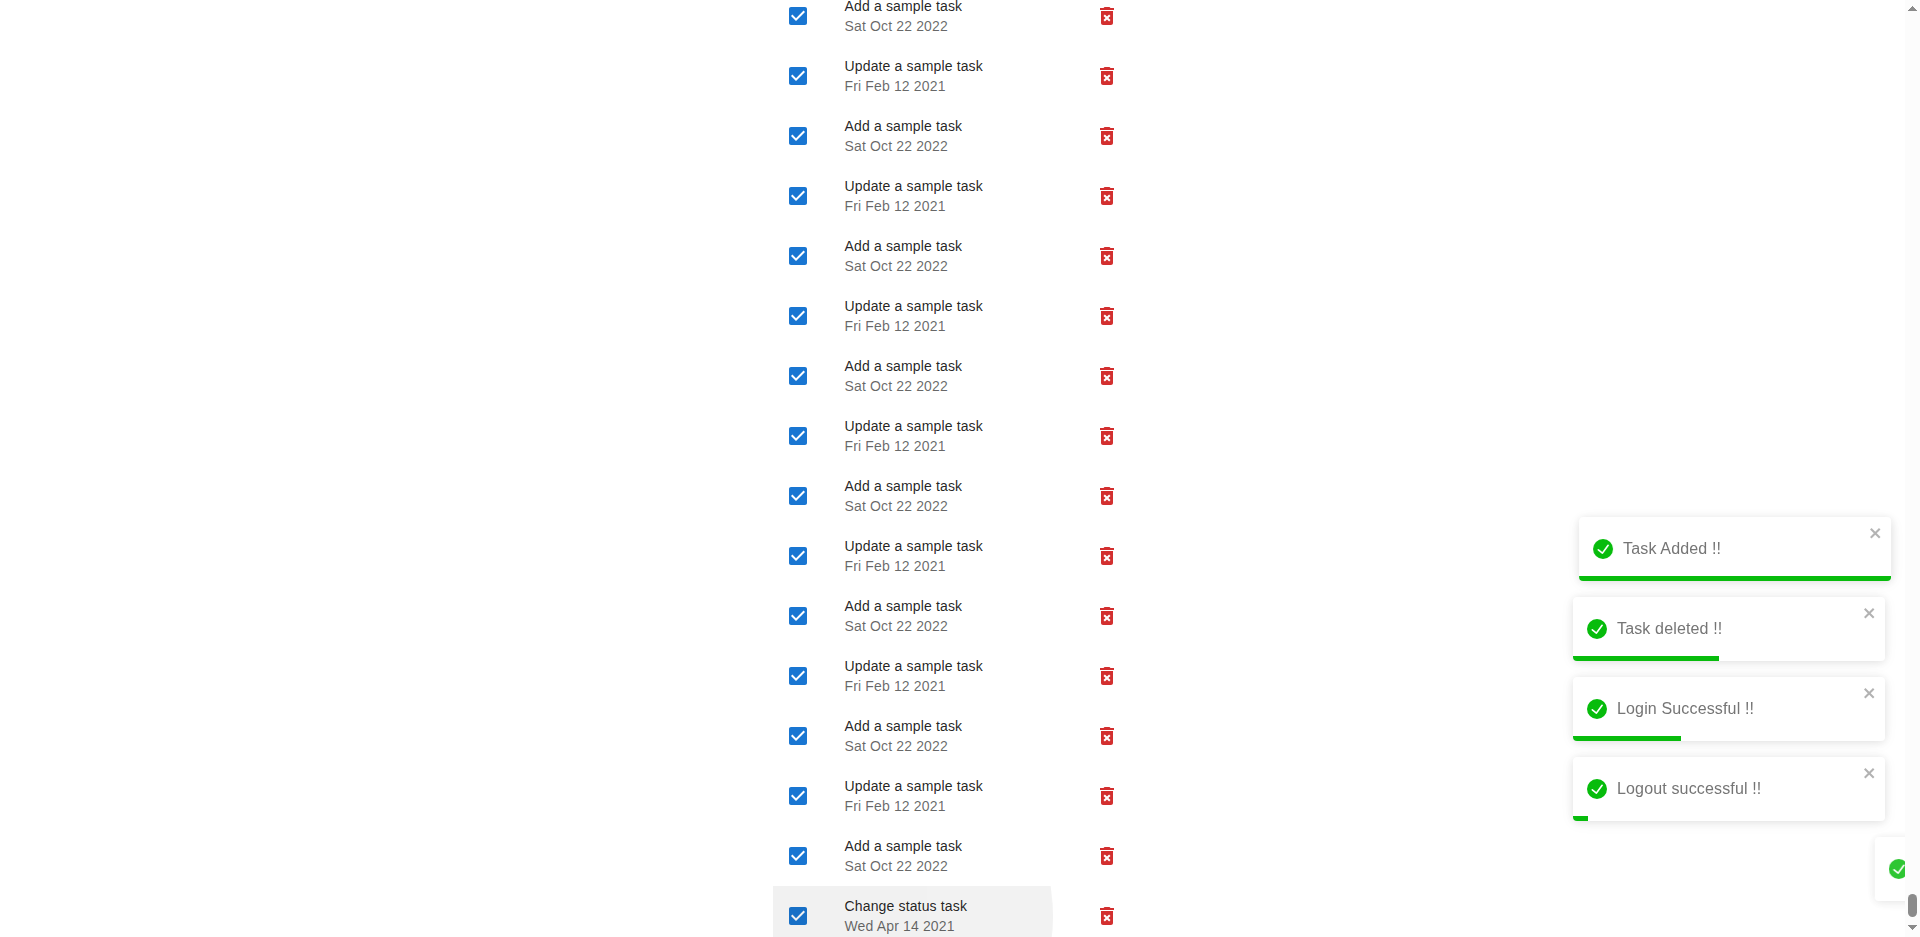 Add a sample task
Sat Oct 22 2022
Update a sample task
Fri Feb 12 2021
Add a sample task
Sat Oct 22 2022
Update a sample task
Fri Feb 12 2021
Add a sample task
Sat Oct 22 2022
Update a sample task
Fri Feb 12 2021
Add a sample task
Sat Oct 22 2022
Update a sample task
Fri Feb 12 2021
Add a sample task
Sat Oct 22 2022
Update a sample task
Fri Feb 12 2021
Add a sample task
Sat Oct 22 2022
Update a sample task
Fri Feb 12 2021
Add a sample task
Sat Oct 22 2022
Update a sample task
Fri Feb 12 2021
Add a sample task
Sat Oct 22 2022
Change status task
Wed Apr 14 2021
Task Added !!
Task deleted !!
Login Successful !!
Logout successful !!